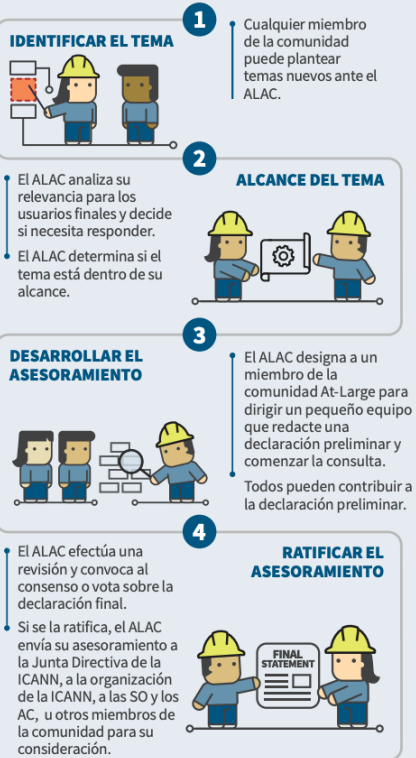 1
IDENTIFICAR EL TEMA
Cualquier miembro
de la comunidad
puede plantear
temas nuevos ante el
ALAC.
2
ALCANCE DEL TEMA
El ALAC analiza su
relevancia para los
usuarios finales y decide
si necesita responder.
El ALAC determina si el
tema está dentro de su
alcance.
3
DESARROLLAR EL
ASESORAMIENTO
El ALAC designa a un
miembro de la
comunidad At-Large para
dirigir un pequeño equipo
que redacte una
declaración preliminar y
comenzar la consulta.
Todos pueden contribuir a
la declaración preliminar.
4
RATIFICAR EL
ASESORAMIENTO
El ALAC efectúa una
revisión y convoca al
consenso o vota sobre la
declaración final.
Si se la ratifica, el ALAC
envía su asesoramiento a
la Junta Directiva de la
ICANN, a la organización
de la ICANN, a las SO y los
AC, u otros miembros de
la comunidad para su
consideración.
FINAL
STATEMENT